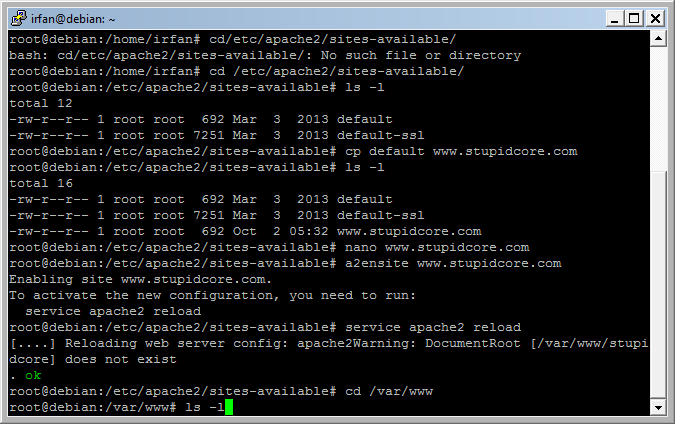 irfan@debian: ~
root@debian:/home/irfan# cd/etc/apache2/sites-available/
bash: cd/etc/apache2/sites-available/: No such file or directory
root@debian:/home/irfan# cd /etc/apache2/sites-available/
root@debian:/etc/apache2/sites-available# ls -l
total 12
-rw-r--r-- 1 root root  692 Mar  3  2013 default
-rw-r--r-- 1 root root 7251 Mar  3  2013 default-ssl
root@debian:/etc/apache2/sites-available# cp default www.stupidcore.com
root@debian:/etc/apache2/sites-available# ls -l
total 16
-rw-r--r-- 1 root root  692 Mar  3  2013 default
-rw-r--r-- 1 root root 7251 Mar  3  2013 default-ssl
-rw-r--r-- 1 root root  692 Oct  2 05:32 www.stupidcore.com
root@debian:/etc/apache2/sites-available# nano www.stupidcore.com
root@debian:/etc/apache2/sites-available# a2ensite www.stupidcore.com
Enabling site www.stupidcore.com.
To activate the new configuration, you need to run:
  service apache2 reload
root@debian:/etc/apache2/sites-available# service apache2 reload
[....] Reloading web server config: apache2Warning: DocumentRoot [/var/www/stupi
dcore] does not exist
. ok
root@debian:/etc/apache2/sites-available# cd /var/www
root@debian:/var/www# ls -l